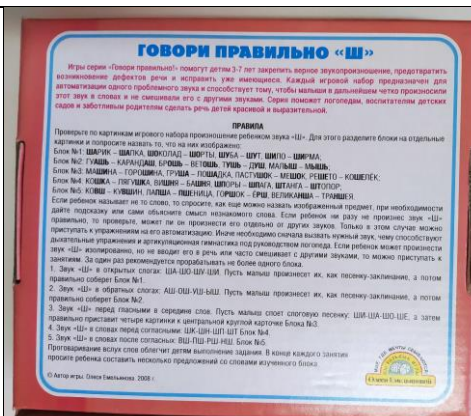 ГОВОРИ ПРАВИЛЬНО «Ш»
Игры серии «Говори правильно!» помогут детям 3-7 лет закрепить верное звукопроизношение, предотвратить
возникновение дефектов речи и исправить уже имеющиеся. Каждый игровой набор предназначен для
автоматизации одного проблемного звука и способствует тому, чтобы малыши в дальнейшем четко произносили
этот звук в словах и не смешивали его с другими звуками. Серия поможет логопедам, воспитателям детских
садов и заботливым родителям сделать речь детей красивой и выразительной.
ПРАВИЛА
Проверьте по картинкам игрового набора произношение ребенком звука «Ш». Для этого разделите блоки на отдельные
картинки и попросите назвать то, что на них изображено:
Блок №1: ШАРИК – ШАПКА, ШОКОЛАД – ШОРТЫ, ШУБА – ШУТ, ШИЛО – ШИРМА;
Блок №2: ГУАШЬ – КАРАНДАШ, БРОШЬ – ВЕТОШЬ, ТУШЬ – ДУШ, МАЛЫШ – МЫШЬ;
Блок №3: МАШИНА – ГОРОШИНА, ГРУША – ЛОШАДКА, ПАСТУШОК – МЕШОК, РЕШЕТО – КОШЕЛЁК;
Блок №4: КОШКА – ЛЯГУШКА, ВИШНЯ – БАШНЯ, ШПОРЫ – ШПАГА, ШТАНГА – ШТОПОР;
Блок №5: КОВШ – КУВШИН, ЛАПША – ПШЕНИЦА, ГОРШОК – ЁРШ, ВЕЛИКАНША – ТРАНШЕЯ.
Если ребенок называет не то слово, то спросите, как еще можно назвать изображенный предмет, при необходимости
дайте подсказку или сами объясните смысл незнакомого слова. Если ребенок ни разу не произнес звук «Ш»
правильно, то проверьте, может ли он произнести его отдельно от других звуков. Только в этом случае можно
приступать к упражнениям на его автоматизацию. Иначе необходимо сначала вызвать нужный звук, чему способствуют
дыхательные упражнения и артикуляционная гимнастика под руководством логопеда. Если ребенок может произнести
звук «Ш» изолированно, но не вводит его в речь или часто смешивает с другими звуками, то можно приступать к
занятиям. За один раз рекомендуется прорабатывать не более одного блока.
1. Звук «Ш» в открытых слогах: ША-ШО-ШУ-ШИ. Пусть малыш произнесет их, как песенку-заклинание, а потом
правильно соберет Блок №1.
2. Звук «Ш» в обратных слогах: АШ-ОШ-УШ-ЫШ. Пусть малыш произнесет их, как песенку-заклинание, а потом
правильно соберет Блок №2.
3. Звук «Ш» перед гласными в середине слов. Пусть малыш споет слоговую песенку: ШИ-ША-ШО-ШЕ, а затем
правильно приставит четыре картинки к центральной круглой карточке Блока №3.
4. Звук «Ш» в словах перед согласными: ШК-ШН-ШП-ШТ Блок №4.
5. Звук «Ш» в словах после согласных: ВШ-ПШ-РШ-НШ. Блок №5.
Проговаривание вслух слов облегчит детям выполнение задания. В конце каждого занятия
просите ребенка составить несколько предложений со словами изученного блока.
© Автор игры: Олеся Емельянова. 2008 г.
Олеси Емельяновой